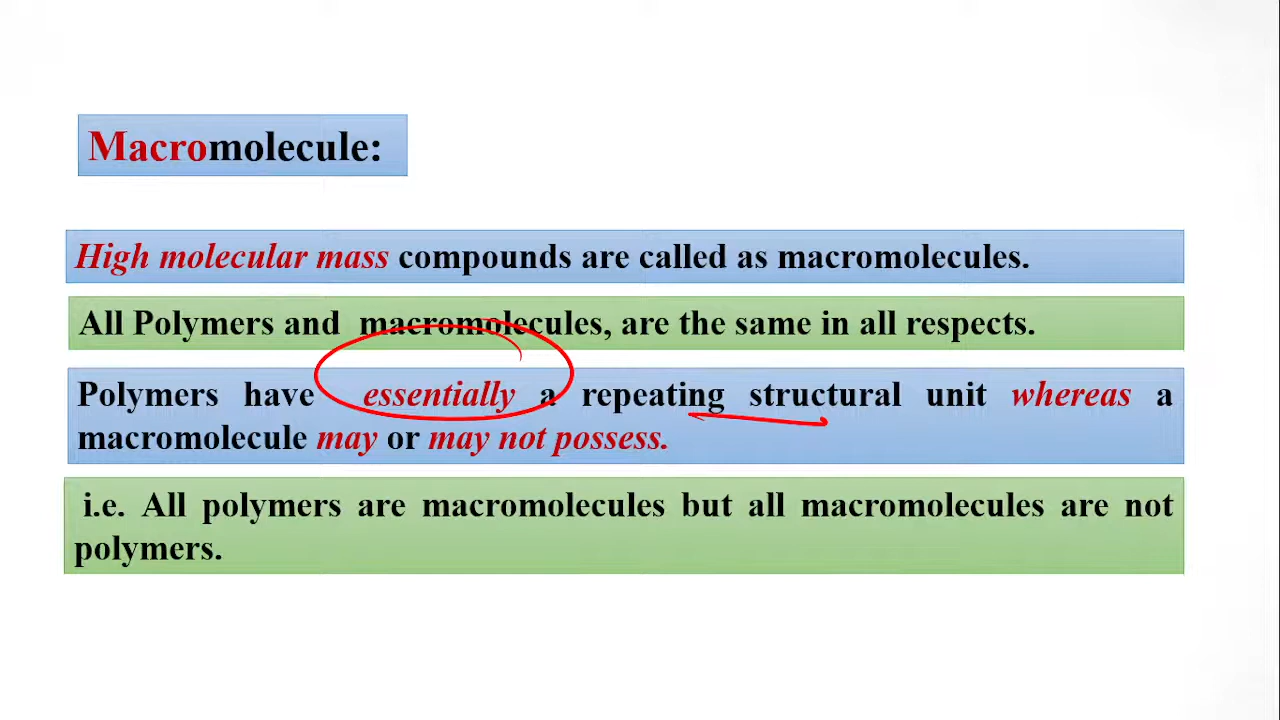 Macromolecule:
High molecular mass compounds are called as macromolecules.
All Polymers and macromolecules, are the same in all respects.
Polymers have essentially a repeating structural unit whereas a
macromolecule may or may not possess.
i.e. All polymers are macromolecules but all macromolecules are not
polymers.